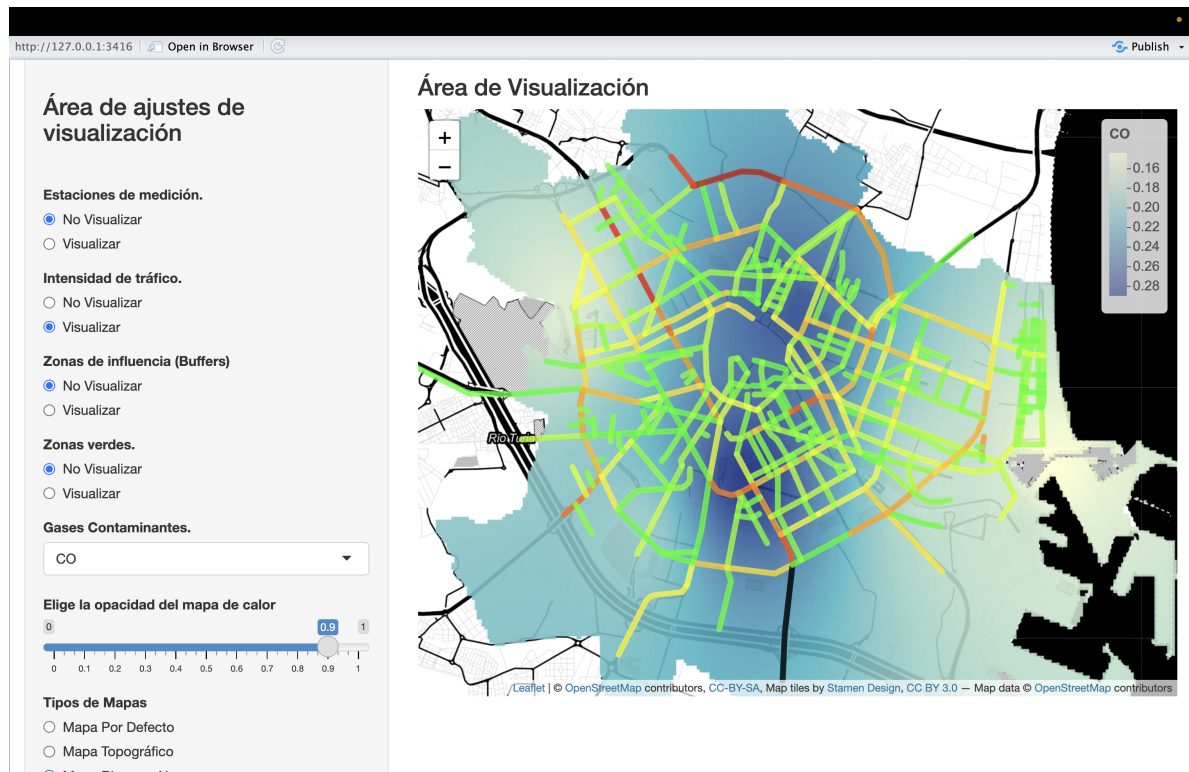 http://127.0.0.1:3416 Open in Browser Publish
Área de ajustes de
visualización
Estaciones de medición.
No Visualizar
Visualizar
Intensidad de tráfico.
No Visualizar
Visualizar
Zonas de influencia (Buffers)
No Visualizar
Visualizar
Zonas verdes.
No Visualizar
Visualizar
Gases Contaminantes.
CO
Elige la opacidad del mapa de calor
0 0.9 1
0 0.1 0.2 0.3 0.4 0.5 0.6 0.7 0.8 0.9 1
Tipos de Mapas
Mapa Por Defecto
Mapa Topográfico
Área de Visualización
+
−
CO
0.16
0.18
0.20
0.22
0.24
0.26
0.28
Rio Turia
Leaflet | © OpenStreetMap contributors, CC-BY-SA, Map tiles by Stamen Design, CC BY 3.0 — Map data © OpenStreetMap contributors